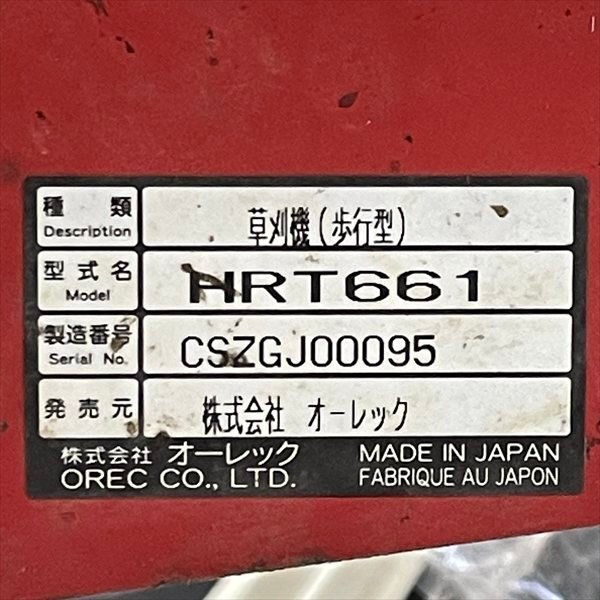 種類 草刈機(歩行型)
Description
型式名 HRT661
Model
製造番号 CSZGJ00095
Serial No.
発売元 株式会社 オーレック
株式会社 オーレック MADE IN JAPAN
OREC CO., LTD. FABRIQUE AU JAPON